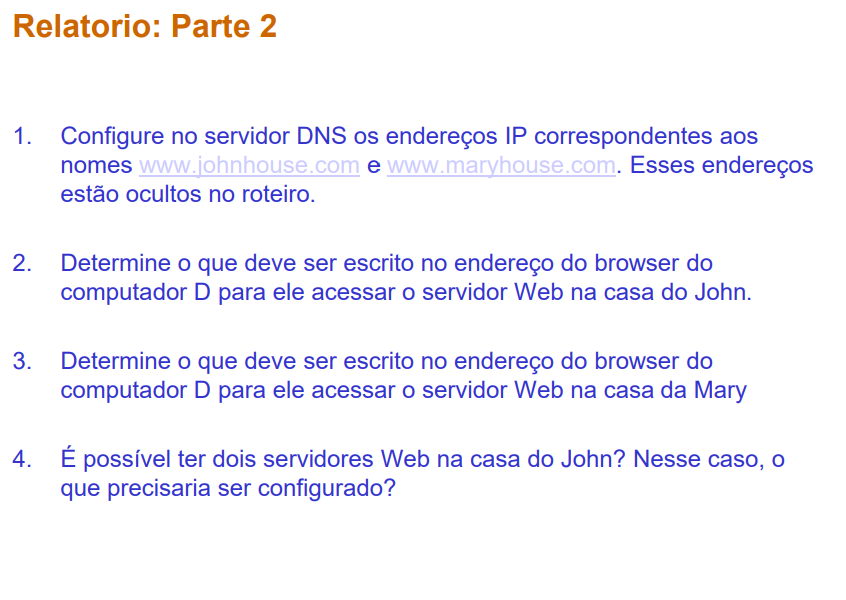 Relatorio: Parte 2
1. Configure no servidor DNS os endereços IP correspondentes aos
nomes www.johnhouse.com e www.maryhouse.com. Esses endereços
estão ocultos no roteiro.
2. Determine o que deve ser escrito no endereço do browser do
computador D para ele acessar o servidor Web na casa do John.
3. Determine o que deve ser escrito no endereço do browser do
computador D para ele acessar o servidor Web na casa da Mary
4. É possível ter dois servidores Web na casa do John? Nesse caso, o
que precisaria ser configurado?